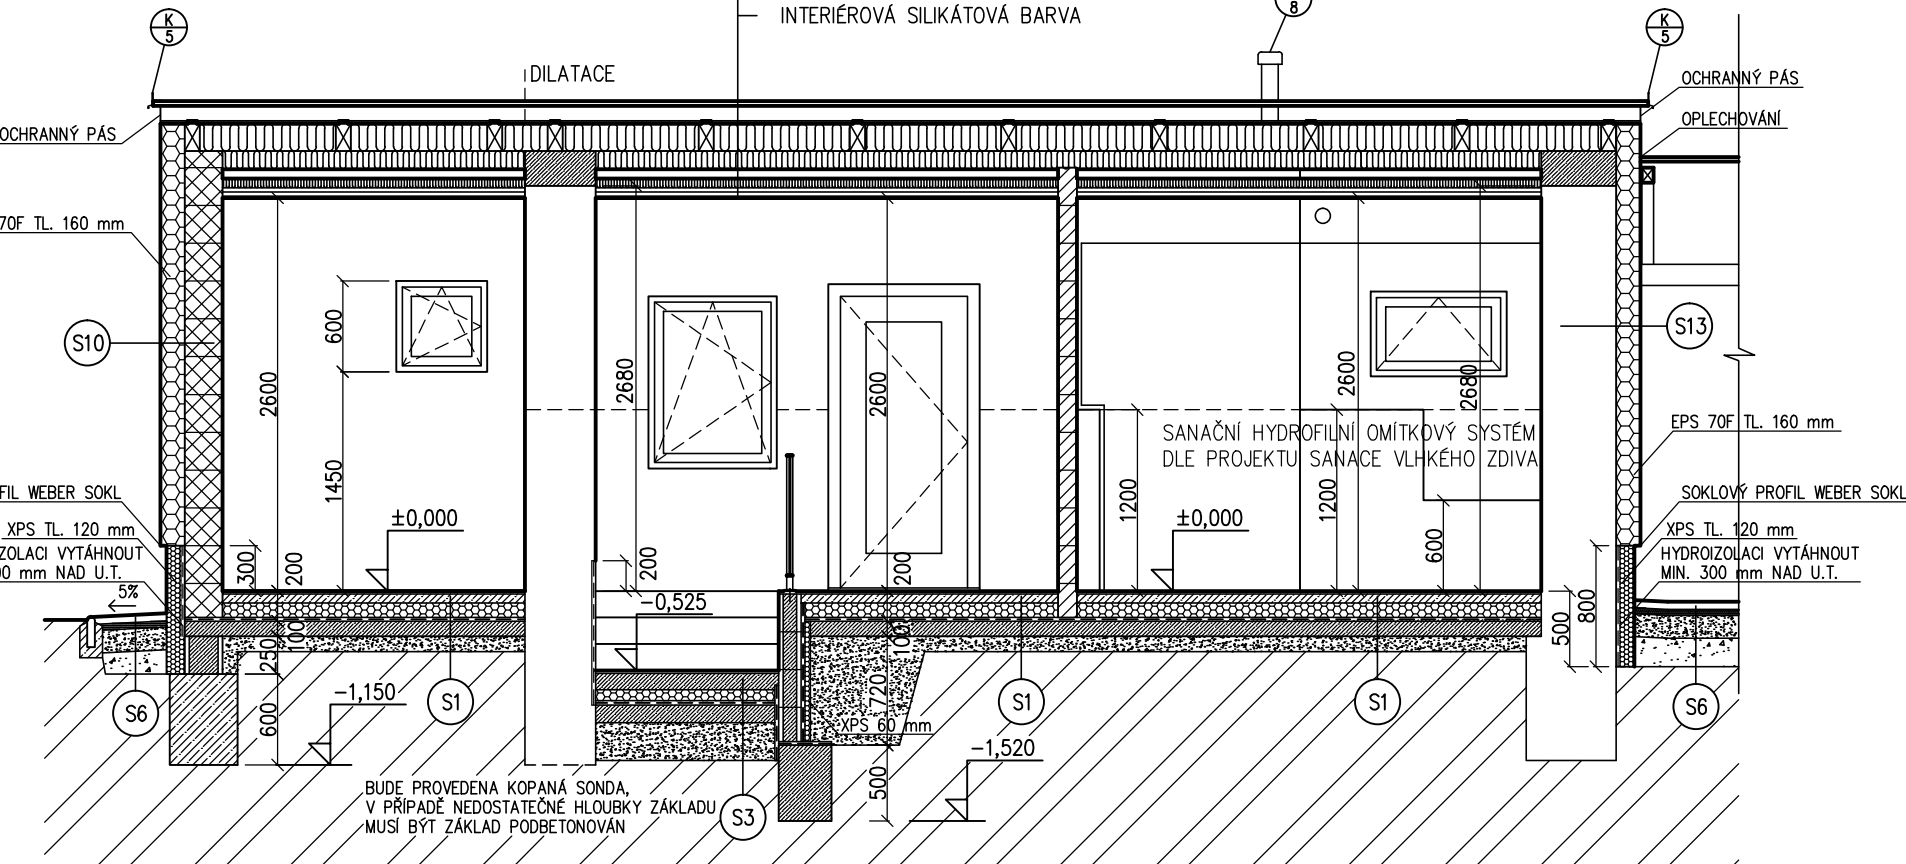 K
5
INTERIÉROVÁ SILIKÁTOVÁ BARVA
8
K
5
DILATACE
OCHRANNÝ PÁS
OCHRANNÝ PÁS
OPLECHOVÁNÍ
70F TL. 160 mm
S10
S13
600
2600
1450
2680
2600
2600
2680
EPS 70F TL. 160 mm
SANAČNÍ HYDROFILNÍ OMÍTKOVÝ SYSTÉM
DLE PROJEKTU SANACE VLHKÉHO ZDIVA
FIL WEBER SOKL
XPS TL. 120 mm
IZOLACI VYTÁHNOUT
00 mm NAD U.T.
5%
SOKLOVÝ PROFIL WEBER SOKL
XPS TL. 120 mm
HYDROIZOLACI VYTÁHNOUT
MIN. 300 mm NAD U.T.
±0,000
±0,000
1200
1200
600
300
200
200
200
-0,525
500
800
250
100
100
600
720
500
-1,150
S6
S1
S1
S1
S6
XPS 60 mm
-1,520
BUDE PROVEDENA KOPANÁ SONDA,
V PŘÍPADĚ NEDOSTATEČNÉ HLOUBKY ZÁKLADU
MUSÍ BÝT ZÁKLAD PODBETONOVÁN
S3